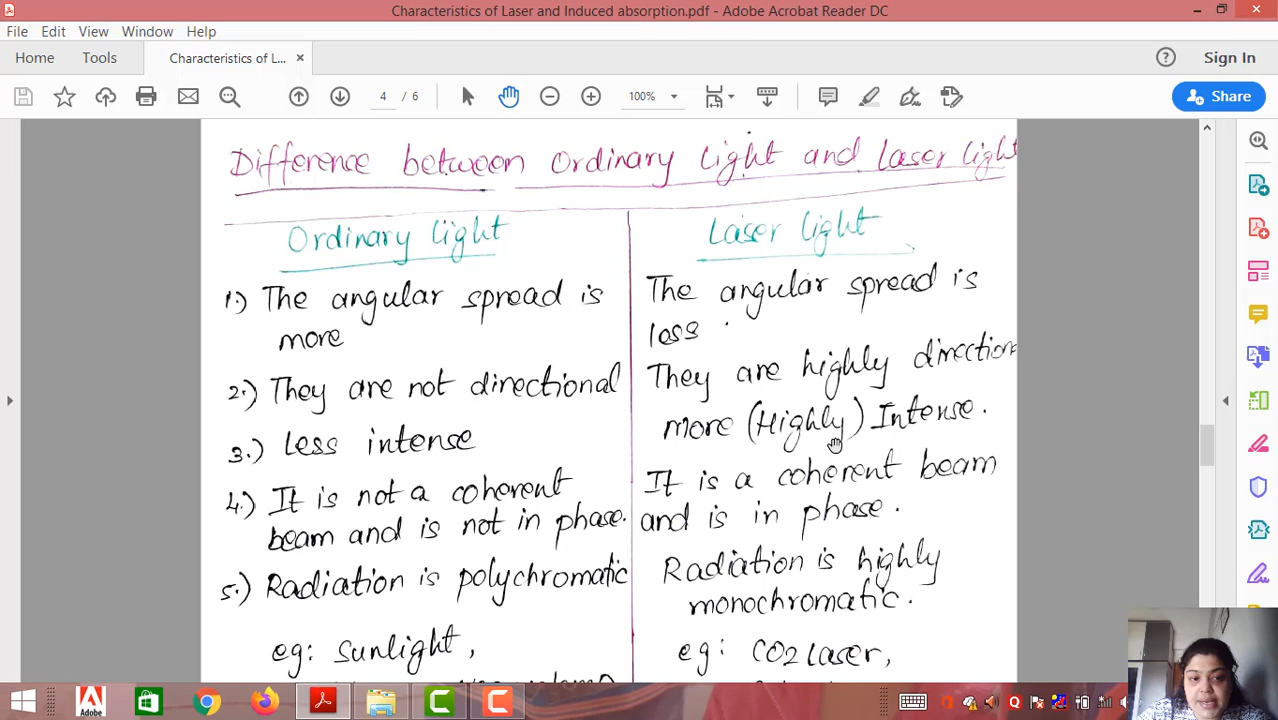 Characteristics of Laser and Induced absorption.pdf - Adobe Acrobat Reader DC
File Edit View Window Help
Home Tools Characteristics of L... × Sign In
4 / 6 100% Share
Difference between Ordinary light and laser light
Ordinary light
Laser light
1.) The angular spread is
more
2.) They are not directional
3.) Less intense
4.) It is not a coherent
beam and is not in phase.
5.) Radiation is polychromatic
eg: Sunlight,
The angular spread is
loss.
They are highly direction
more (Highly) Intense.
It is a coherent beam
and is in phase.
Radiation is highly
monochromatic.
eg: CO2 laser,
Adobe